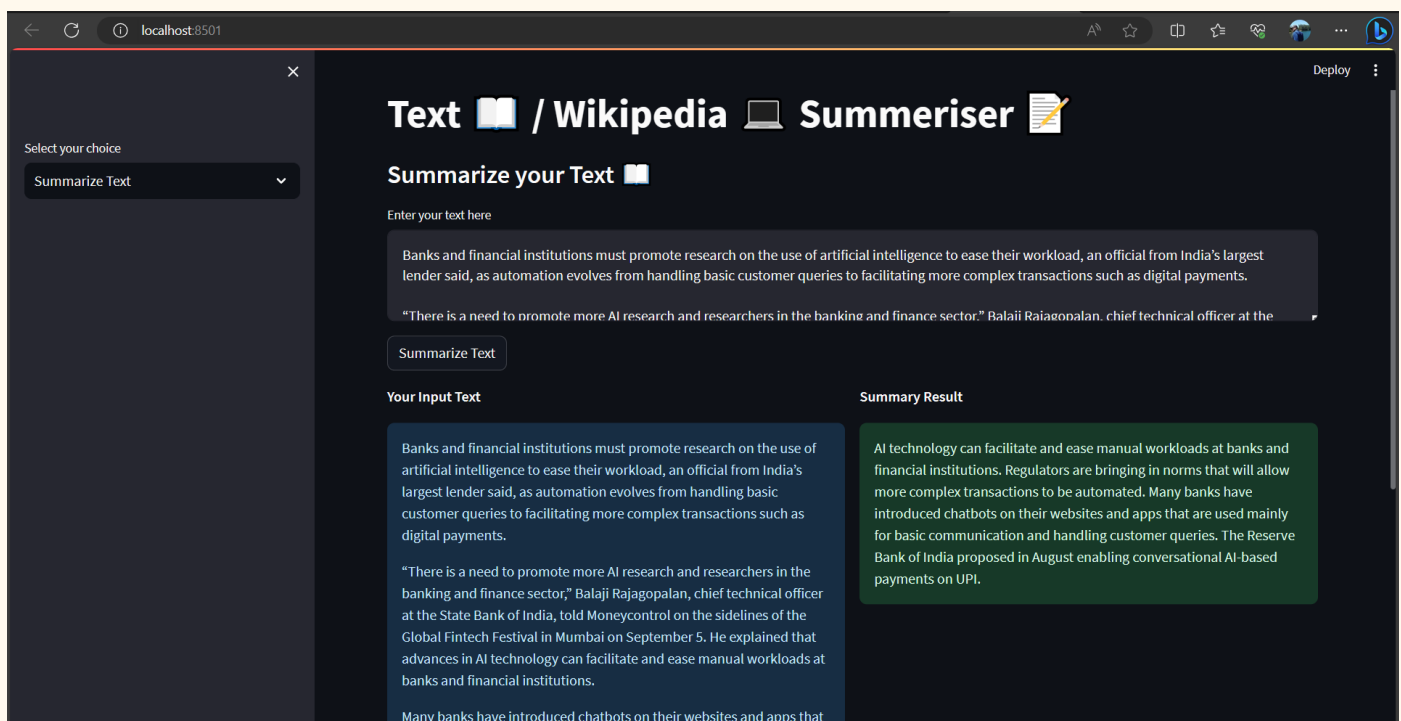 localhost:8501
Deploy
Text 📖 / Wikipedia 💻 Summeriser 📝
Select your choice
Summarize Text
Summarize your Text 📖
Enter your text here
Banks and financial institutions must promote research on the use of artificial intelligence to ease their workload, an official from India’s largest
lender said, as automation evolves from handling basic customer queries to facilitating more complex transactions such as digital payments.
“There is a need to promote more AI research and researchers in the banking and finance sector,” Balaji Rajagopalan, chief technical officer at the
Summarize Text
Your Input Text
Banks and financial institutions must promote research on the use of
artificial intelligence to ease their workload, an official from India’s
largest lender said, as automation evolves from handling basic
customer queries to facilitating more complex transactions such as
digital payments.
“There is a need to promote more AI research and researchers in the
banking and finance sector,” Balaji Rajagopalan, chief technical officer
at the State Bank of India, told Moneycontrol on the sidelines of the
Global Fintech Festival in Mumbai on September 5. He explained that
advances in AI technology can facilitate and ease manual workloads at
banks and financial institutions.
Many banks have introduced chatbots on their websites and apps that
Summary Result
AI technology can facilitate and ease manual workloads at banks and
financial institutions. Regulators are bringing in norms that will allow
more complex transactions to be automated. Many banks have
introduced chatbots on their websites and apps that are used mainly
for basic communication and handling customer queries. The Reserve
Bank of India proposed in August enabling conversational AI-based
payments on UPI.